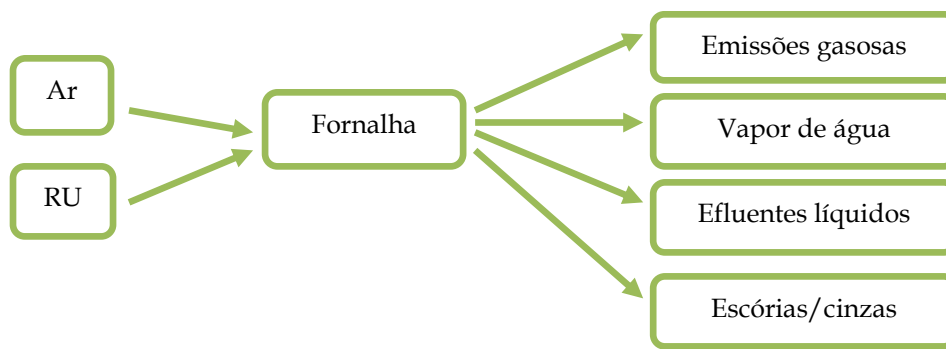 Ar
RU
Fornalha
Emissões gasosas
Vapor de água
Efluentes líquidos
Escórias/cinzas